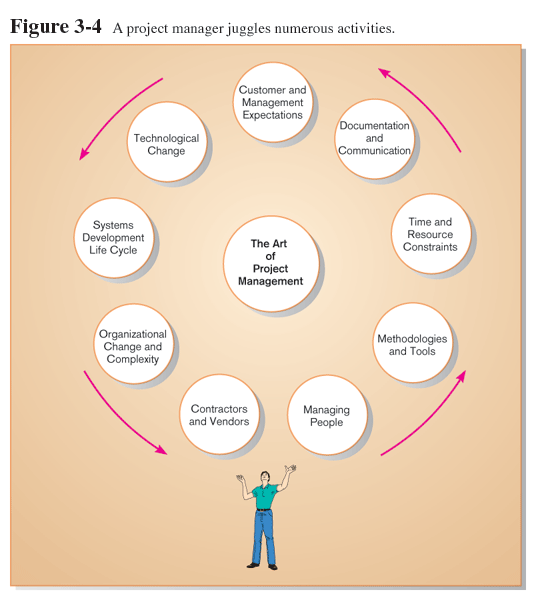 Figure 3-4 A project manager juggles numerous activities.
Customer and
Management
Expectations
Documentation
and
Communication
Technological
Change
Time and
Resource
Constraints
Systems
Development
Life Cycle
The Art
of
Project
Management
Organizational
Change and
Complexity
Methodologies
and Tools
Contractors
and Vendors
Managing
People